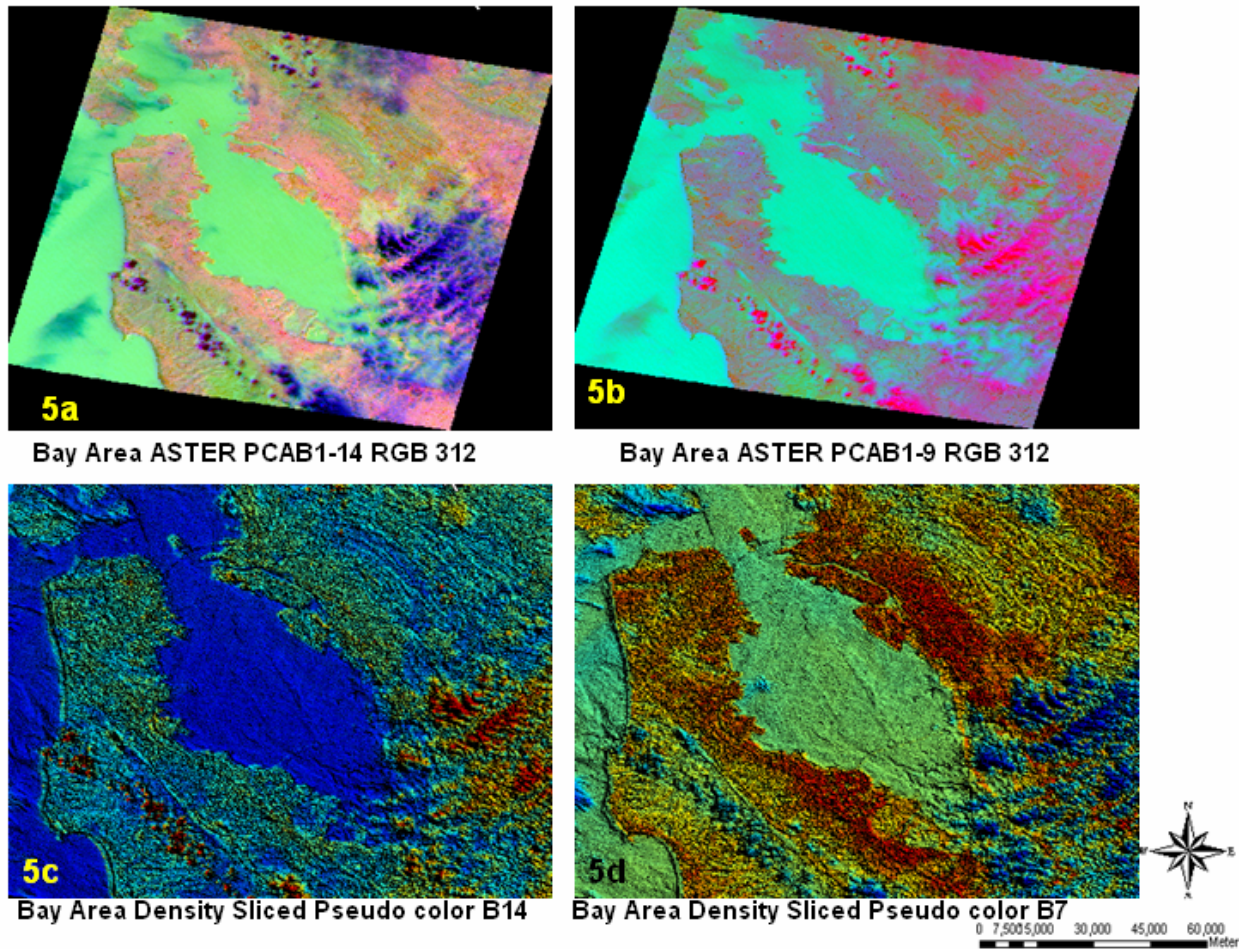 5a
5b
Bay Area ASTER PCAB1-14 RGB 312
Bay Area ASTER PCAB1-9 RGB 312
5c
5d
Bay Area Density Sliced Pseudo color B14
Bay Area Density Sliced Pseudo color B7
N
E
0 7,50015,000 30,000 45,000 60,000
Meter